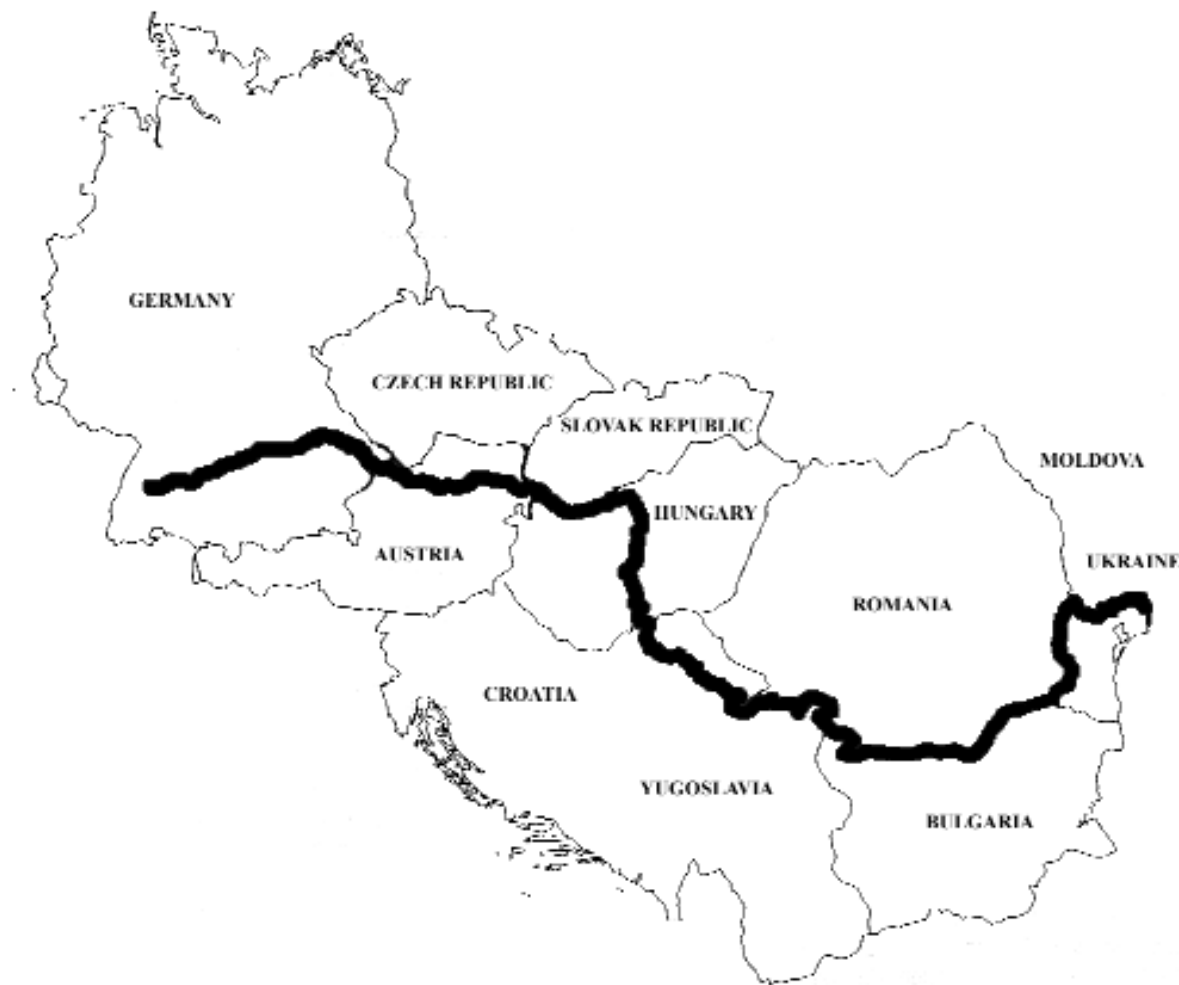 GERMANY
CZECH REPUBLIC
SLOVAK REPUBLIC
MOLDOVA
HUNGARY
AUSTRIA
UKRAINE
ROMANIA
CROATIA
YUGOSLAVIA
BULGARIA